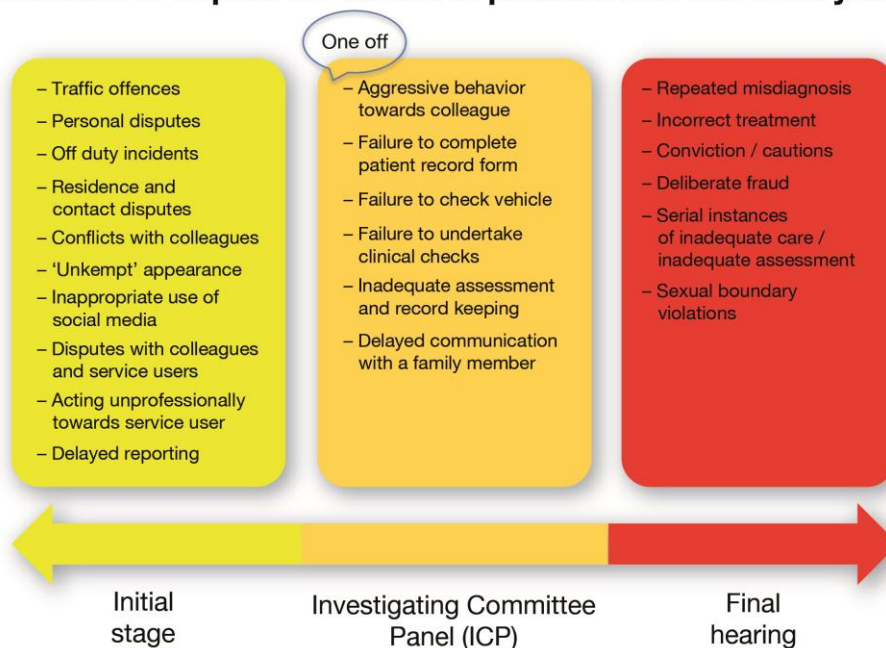 One off
– Traffic offences
– Personal disputes
– Off duty incidents
– Residence and
contact disputes
– Conflicts with colleagues
– ‘Unkempt’ appearance
– Inappropriate use of
social media
– Disputes with colleagues
and service users
– Acting unprofessionally
towards service user
– Delayed reporting
– Aggressive behavior
towards colleague
– Failure to complete
patient record form
– Failure to check vehicle
– Failure to undertake
clinical checks
– Inadequate assessment
and record keeping
– Delayed communication
with a family member
– Repeated misdiagnosis
– Incorrect treatment
– Conviction / cautions
– Deliberate fraud
– Serial instances
of inadequate care /
inadequate assessment
– Sexual boundary
violations
Initial
stage
Investigating Committee
Panel (ICP)
Final
hearing